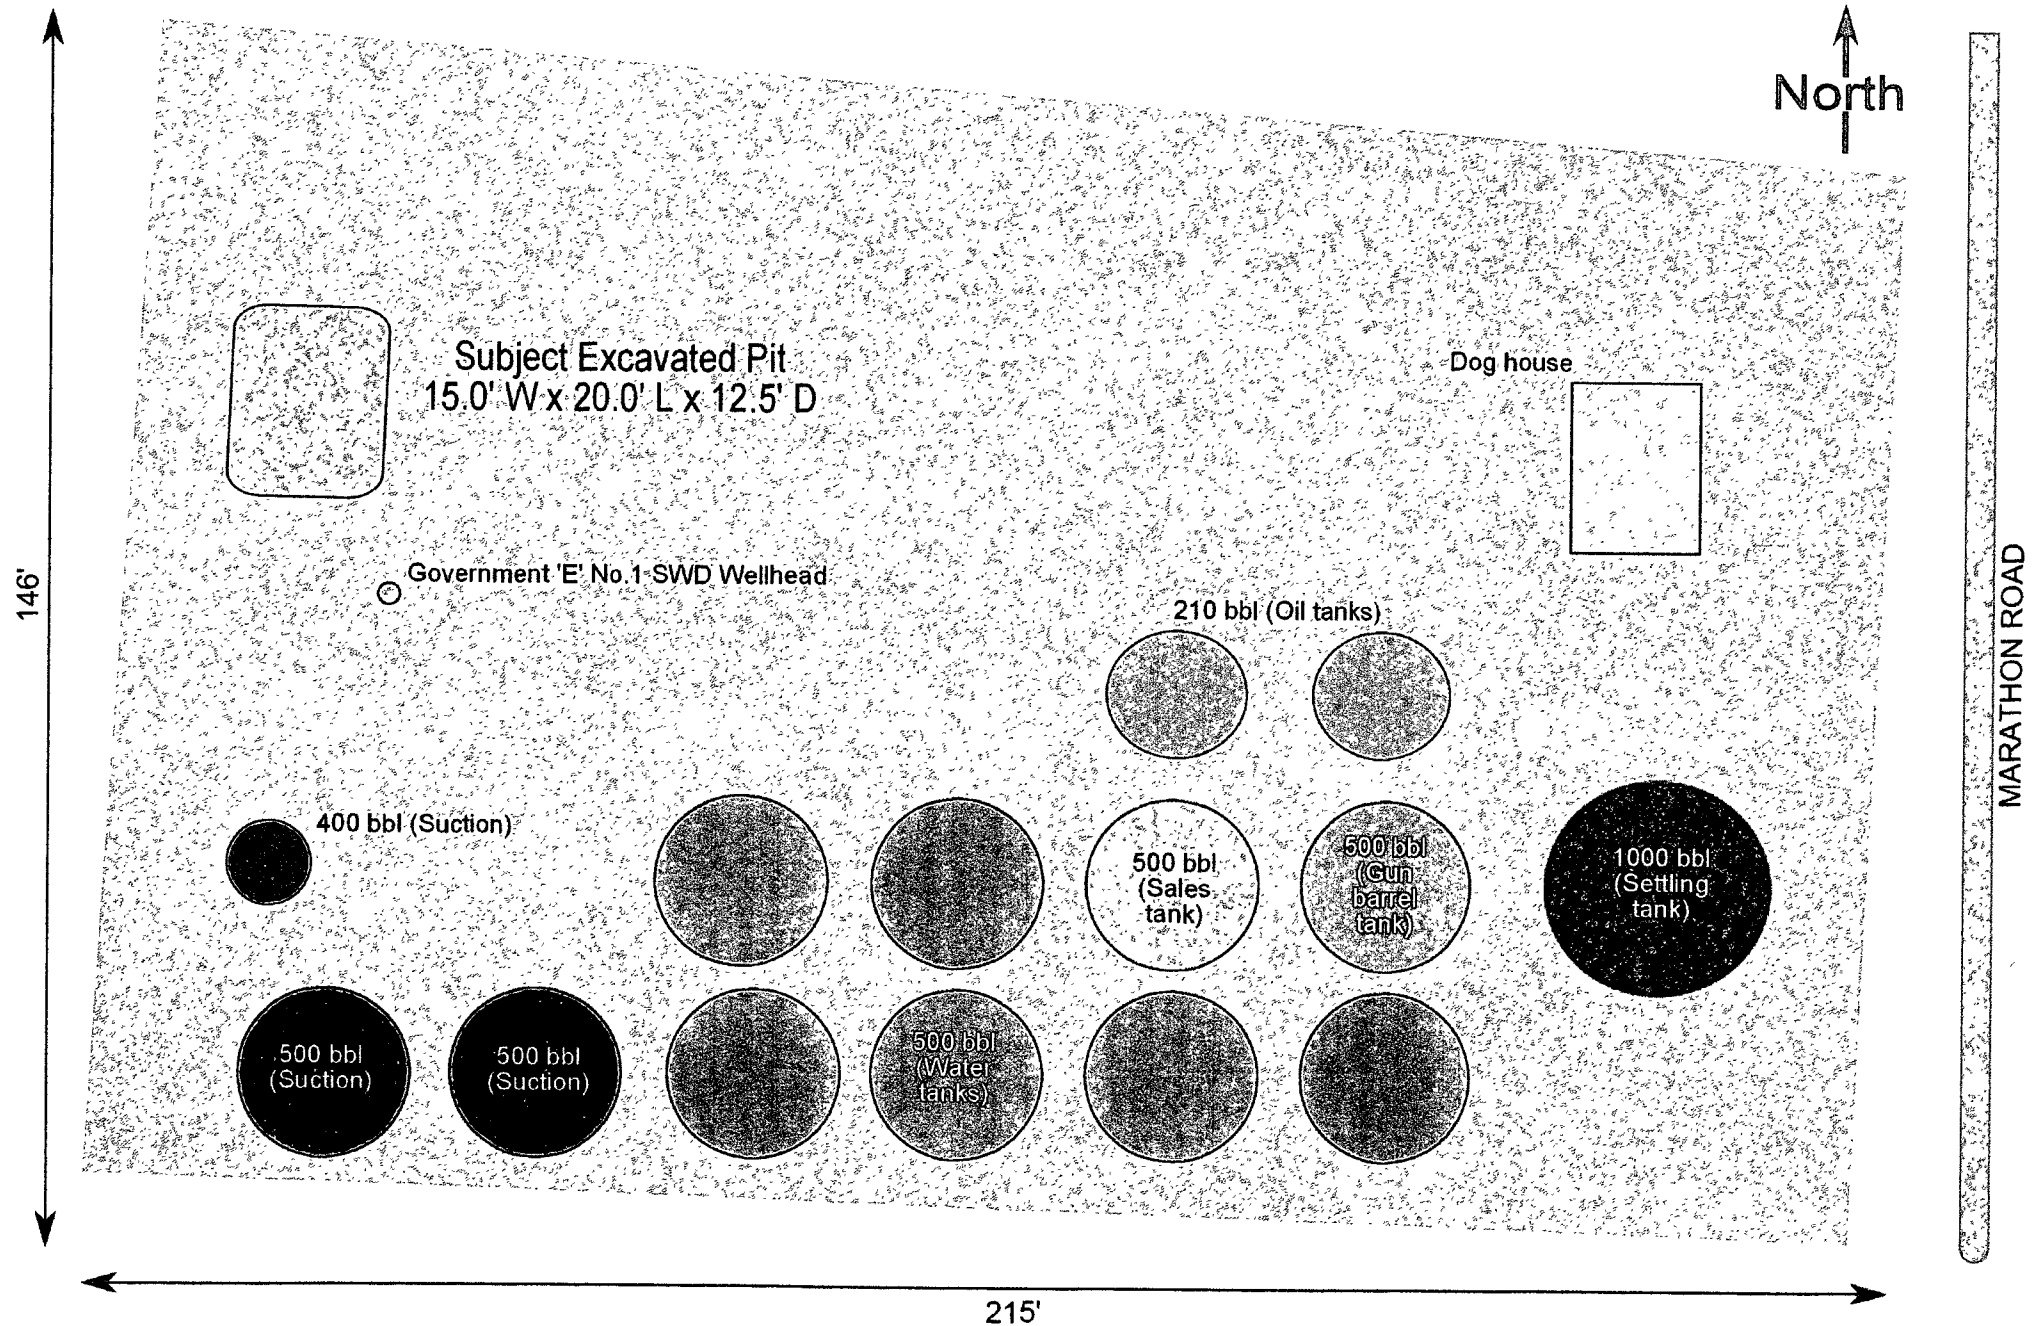 North
Subject Excavated Pit
15.0' W x 20.0' L x 12.5' D
Dog house
146'
Government 'E' No.1 SWD Wellhead
MARATHON ROAD
210 bbl (Oil tanks)
400 bbl (Suction)
500 bbl
(Sales
tank)
500 bbl
(Gun
barrel
tank)
1000 bbl
(Settling
tank)
500 bbl
(Suction)
500 bbl
(Suction)
500 bbl
(Water
tanks)
215'